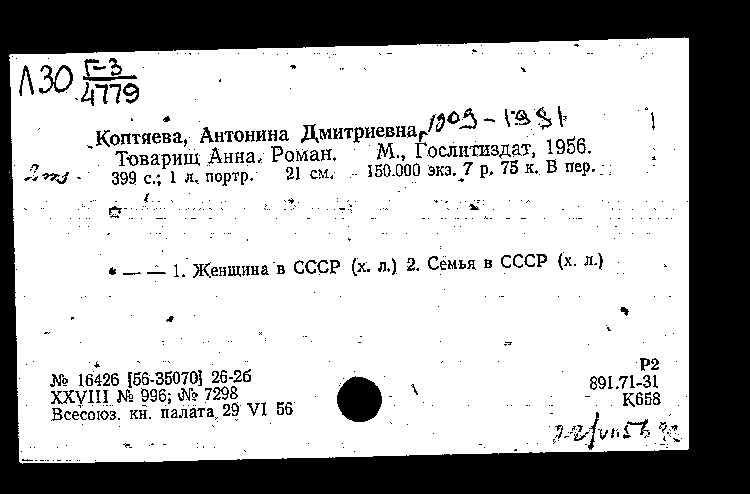 Л30 Г-3
4779
Коптяева, Антонина Дмитриевна, 1909-1991
Товарищ Анна. Роман. М., Гослитиздат, 1956.
399 с.; 1 л. портр. 21 см. 150.000 экз. 7 р. 75 к. В пер.
* — — 1. Женщина в СССР (х. л.) 2. Семья в СССР (х. л.)
№ 16426 [56-35070] 26-2б
XXVIII № 996; № 7298
Всесоюз. кн. палата 29 VI 56
Р2
891.71-31
К658